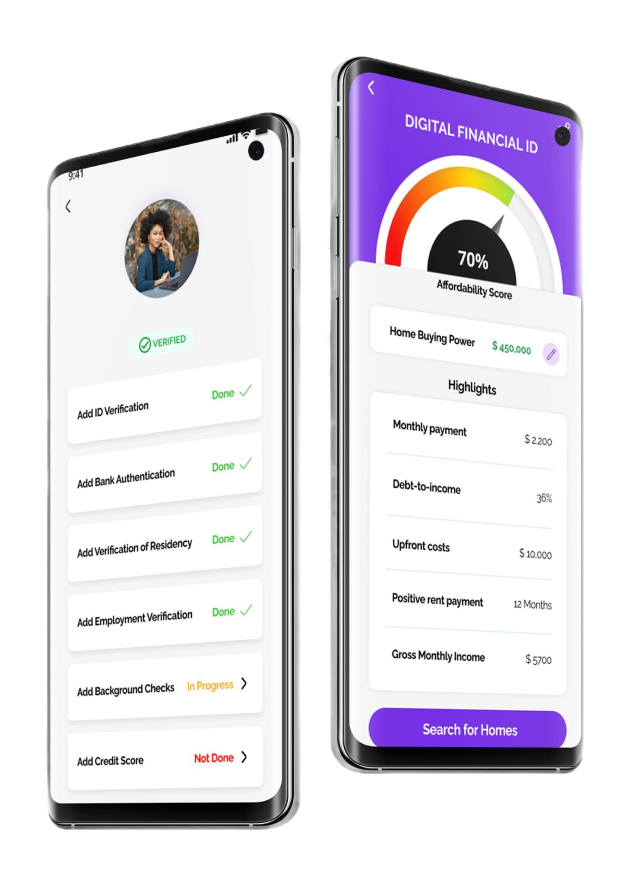 9:41
VERIFIED
Add ID Verification Done
Add Bank Authentication Done
Add Verification of Residency Done
Add Employment Verification Done
Add Background Checks In Progress
Add Credit Score Not Done
DIGITAL FINANCIAL ID
70%
Affordability Score
Home Buying Power $ 450,000
Highlights
Monthly payment $ 2.200
Debt-to-income 36%
Upfront costs $ 10,000
Positive rent payment 12 Months
Gross Monthly Income $ 5700
Search for Homes